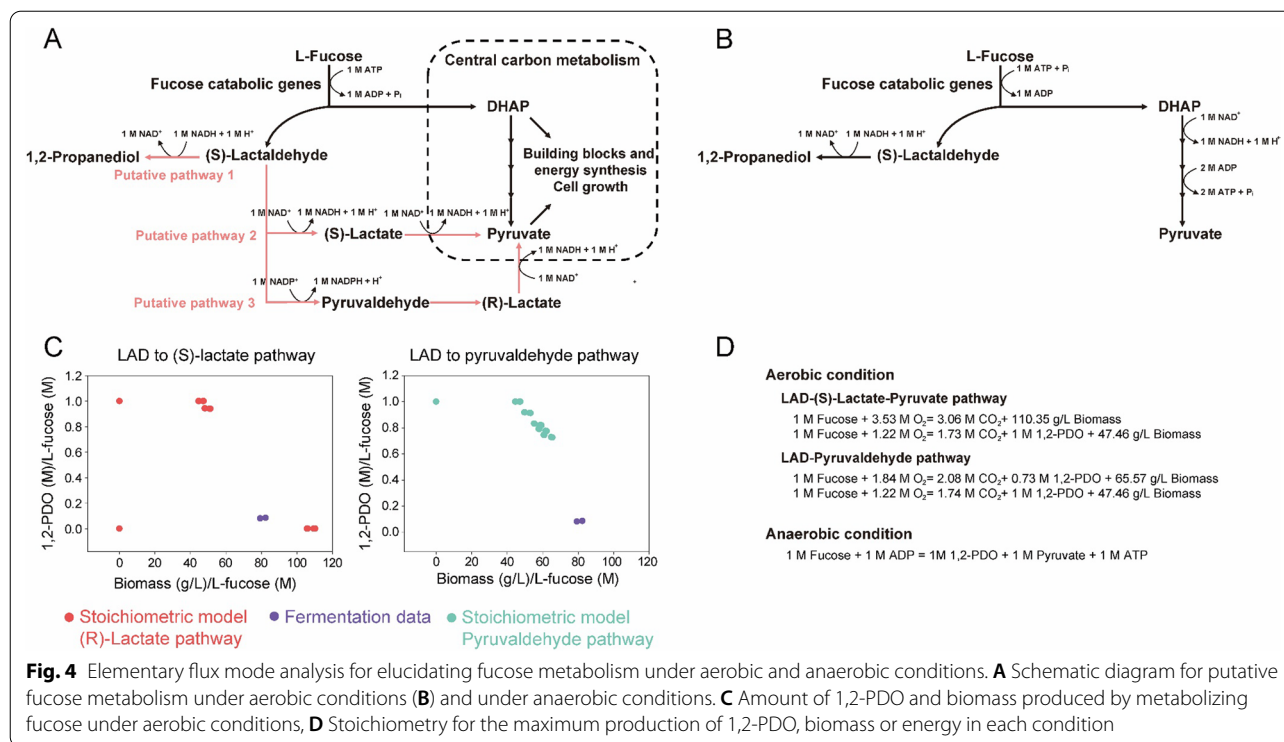 A
L-Fucose
1 M ATP
1 M ADP + Pi
Fucose catabolic genes
Central carbon metabolism
DHAP
1 M NAD+ 1 M NADH + 1 M H+
1,2-Propanediol
(S)-Lactaldehyde
Putative pathway 1
Building blocks and
energy synthesis
Cell growth
1 M NAD+ 1 M NADH + 1 M H+
1 M NAD+ 1 M NADH + 1 M H+
Putative pathway 2
(S)-Lactate
Pyruvate
1 M NADH + 1 M H+
1 M NAD+
1 M NADP+ 1 M NADPH + H+
Putative pathway 3
Pyruvaldehyde
(R)-Lactate
B
L-Fucose
1 M ATP + Pi
1 M ADP
Fucose catabolic genes
DHAP
1 M NAD+
1 M NADH + 1 M H+
1 M NAD+ 1 M NADH + 1 M H+
1,2-Propanediol
(S)-Lactaldehyde
2 M ADP
2 M ATP + Pi
Pyruvate
C
LAD to (S)-lactate pathway
1,2-PDO (M)/L-fucose (M)
1.2
1.0
0.8
0.6
0.4
0.2
0.0
0 20 40 60 80 100 120
Biomass (g/L)/L-fucose (M)
LAD to pyruvaldehyde pathway
1,2-PDO (M)/L-fucose (M)
1.2
1.0
0.8
0.6
0.4
0.2
0.0
0 20 40 60 80 100 120
Biomass (g/L)/L-fucose (M)
Stoichiometric model
(R)-Lactate pathway
Fermentation data
Stoichiometric model
Pyruvaldehyde pathway
D
Aerobic condition
LAD-(S)-Lactate-Pyruvate pathway
1 M Fucose + 3.53 M O2= 3.06 M CO2+ 110.35 g/L Biomass
1 M Fucose + 1.22 M O2= 1.73 M CO2+ 1 M 1,2-PDO + 47.46 g/L Biomass
LAD-Pyruvaldehyde pathway
1 M Fucose + 1.84 M O2= 2.08 M CO2+ 0.73 M 1,2-PDO + 65.57 g/L Biomass
1 M Fucose + 1.22 M O2= 1.74 M CO2+ 1 M 1,2-PDO + 47.46 g/L Biomass
Anaerobic condition
1 M Fucose + 1 M ADP = 1M 1,2-PDO + 1 M Pyruvate + 1 M ATP
Fig. 4 Elementary flux mode analysis for elucidating fucose metabolism under aerobic and anaerobic conditions. A Schematic diagram for putative
fucose metabolism under aerobic conditions (B) and under anaerobic conditions. C Amount of 1,2-PDO and biomass produced by metabolizing
fucose under aerobic conditions, D Stoichiometry for the maximum production of 1,2-PDO, biomass or energy in each condition